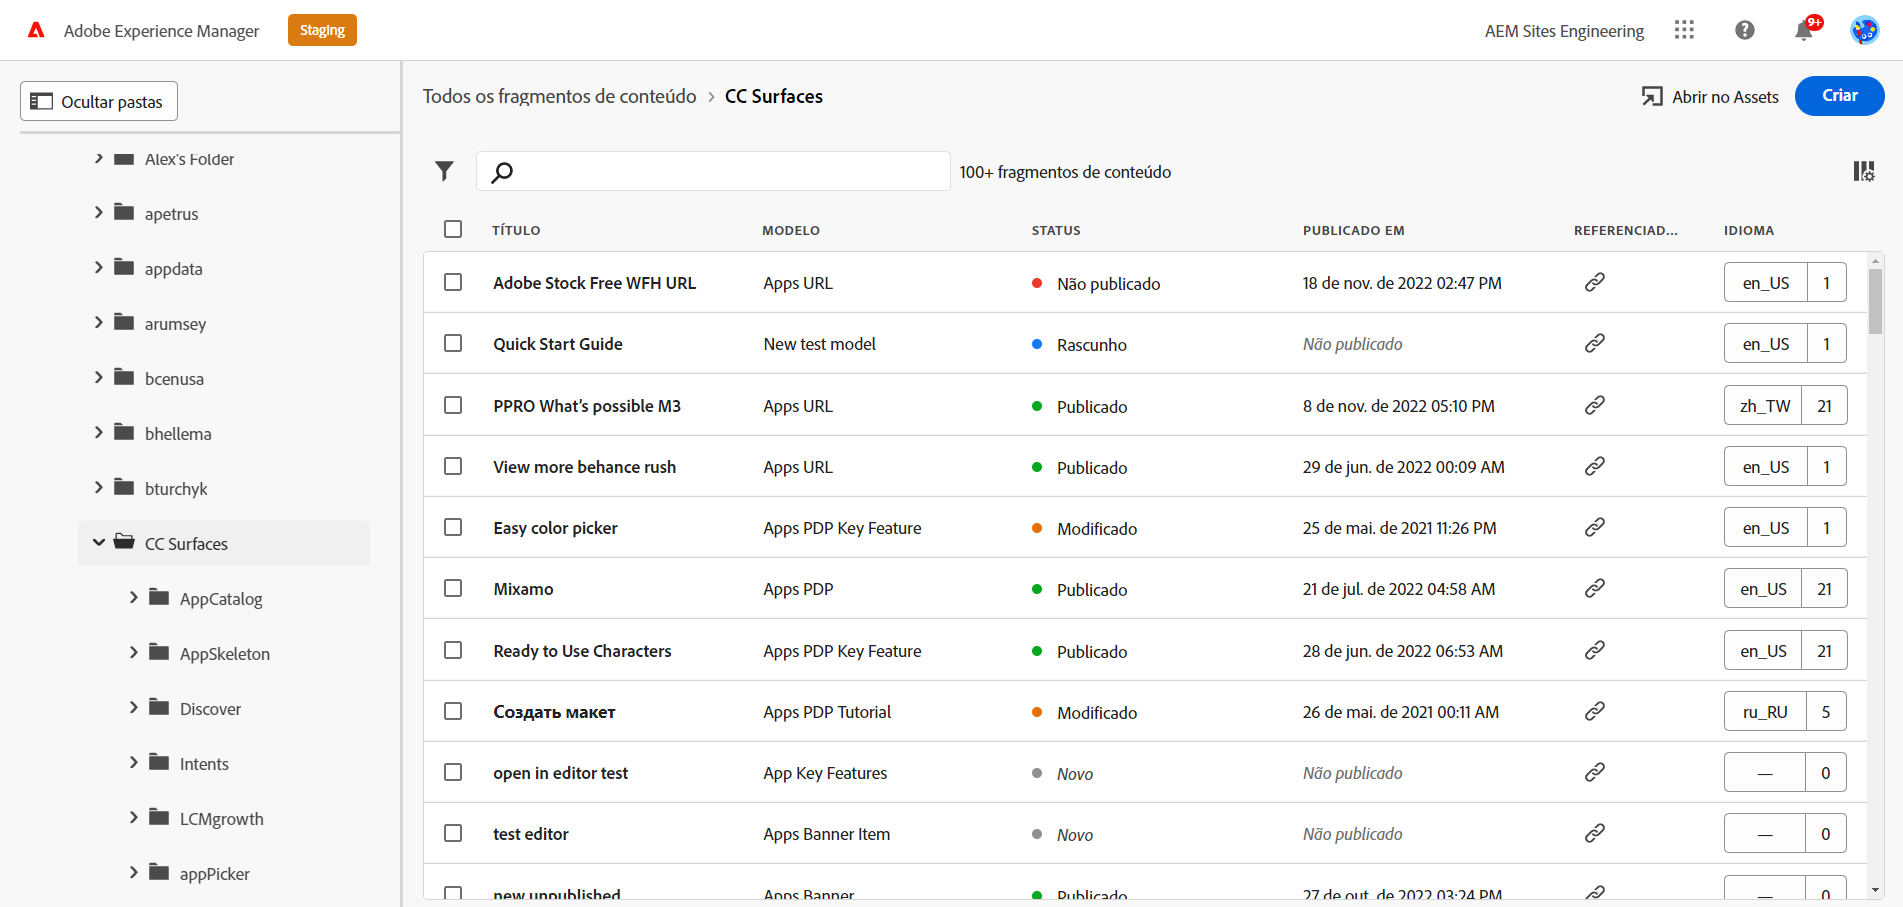 Adobe Experience Manager
Staging
AEM Sites Engineering
9+
Ocultar pastas
Alex's Folder
apetrus
appdata
arumsey
bcenusa
bhellema
bturchyk
CC Surfaces
AppCatalog
AppSkeleton
Discover
Intents
LCMgrowth
appPicker
Todos os fragmentos de conteúdo > CC Surfaces
Abrir no Assets
Criar
100+ fragmentos de conteúdo
TÍTULO MODELO STATUS PUBLICADO EM REFERENCIAD... IDIOMA
Adobe Stock Free WFH URL Apps URL Não publicado 18 de nov. de 2022 02:47 PM en_US 1
Quick Start Guide New test model Rascunho Não publicado en_US 1
PPRO What's possible M3 Apps URL Publicado 8 de nov. de 2022 05:10 PM zh_TW 21
View more behance rush Apps URL Publicado 29 de jun. de 2022 00:09 AM en_US 1
Easy color picker Apps PDP Key Feature Modificado 25 de mai. de 2021 11:26 PM en_US 1
Mixamo Apps PDP Publicado 21 de jul. de 2022 04:58 AM en_US 21
Ready to Use Characters Apps PDP Key Feature Publicado 28 de jun. de 2022 06:53 AM en_US 21
Создать макет Apps PDP Tutorial Modificado 26 de mai. de 2021 00:11 AM ru_RU 5
open in editor test App Key Features Novo Não publicado — 0
test editor Apps Banner Item Novo Não publicado — 0
new unpublished Apps Banner Publicado 27 de out. de 2022 03:24 PM — 0